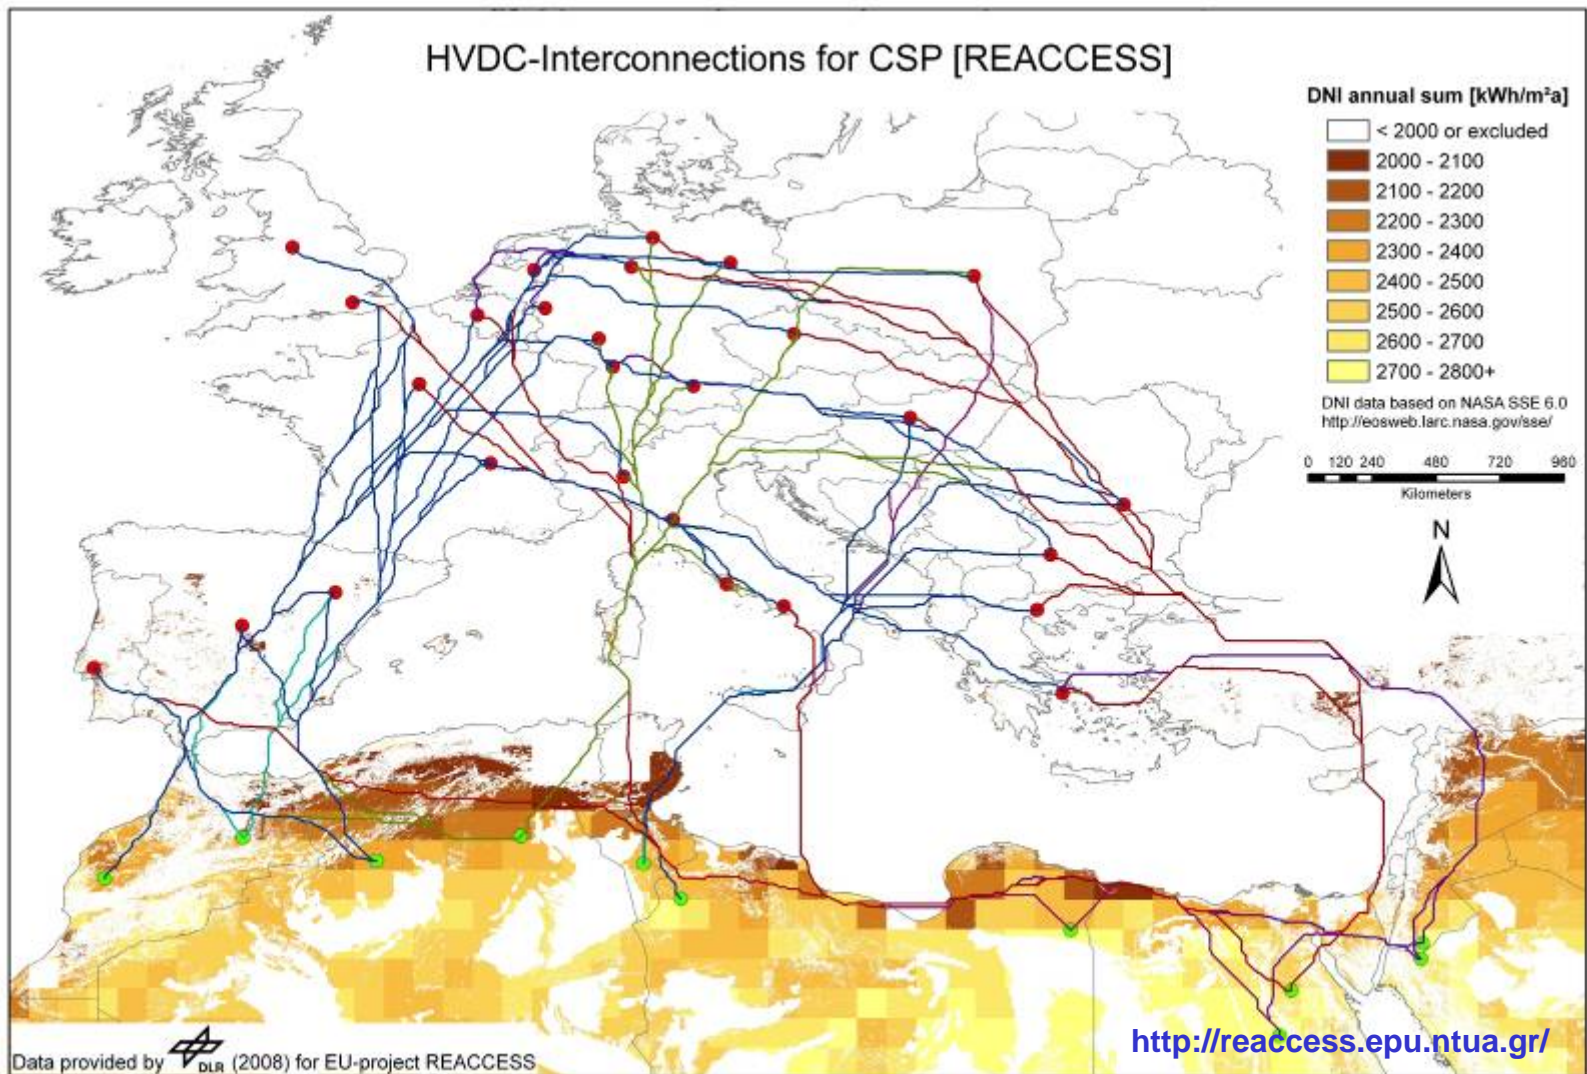 HVDC-Interconnections for CSP [REACCESS]
DNI annual sum [kWh/m²a]
< 2000 or excluded
2000 - 2100
2100 - 2200
2200 - 2300
2300 - 2400
2400 - 2500
2500 - 2600
2600 - 2700
2700 - 2800+
DNI data based on NASA SSE 6.0
http://eosweb.larc.nasa.gov/sse/
0 120 240 480 720 960
Kilometers
N
http://reaccess.epu.ntua.gr/
Data provided by DLR (2008) for EU-project REACCESS